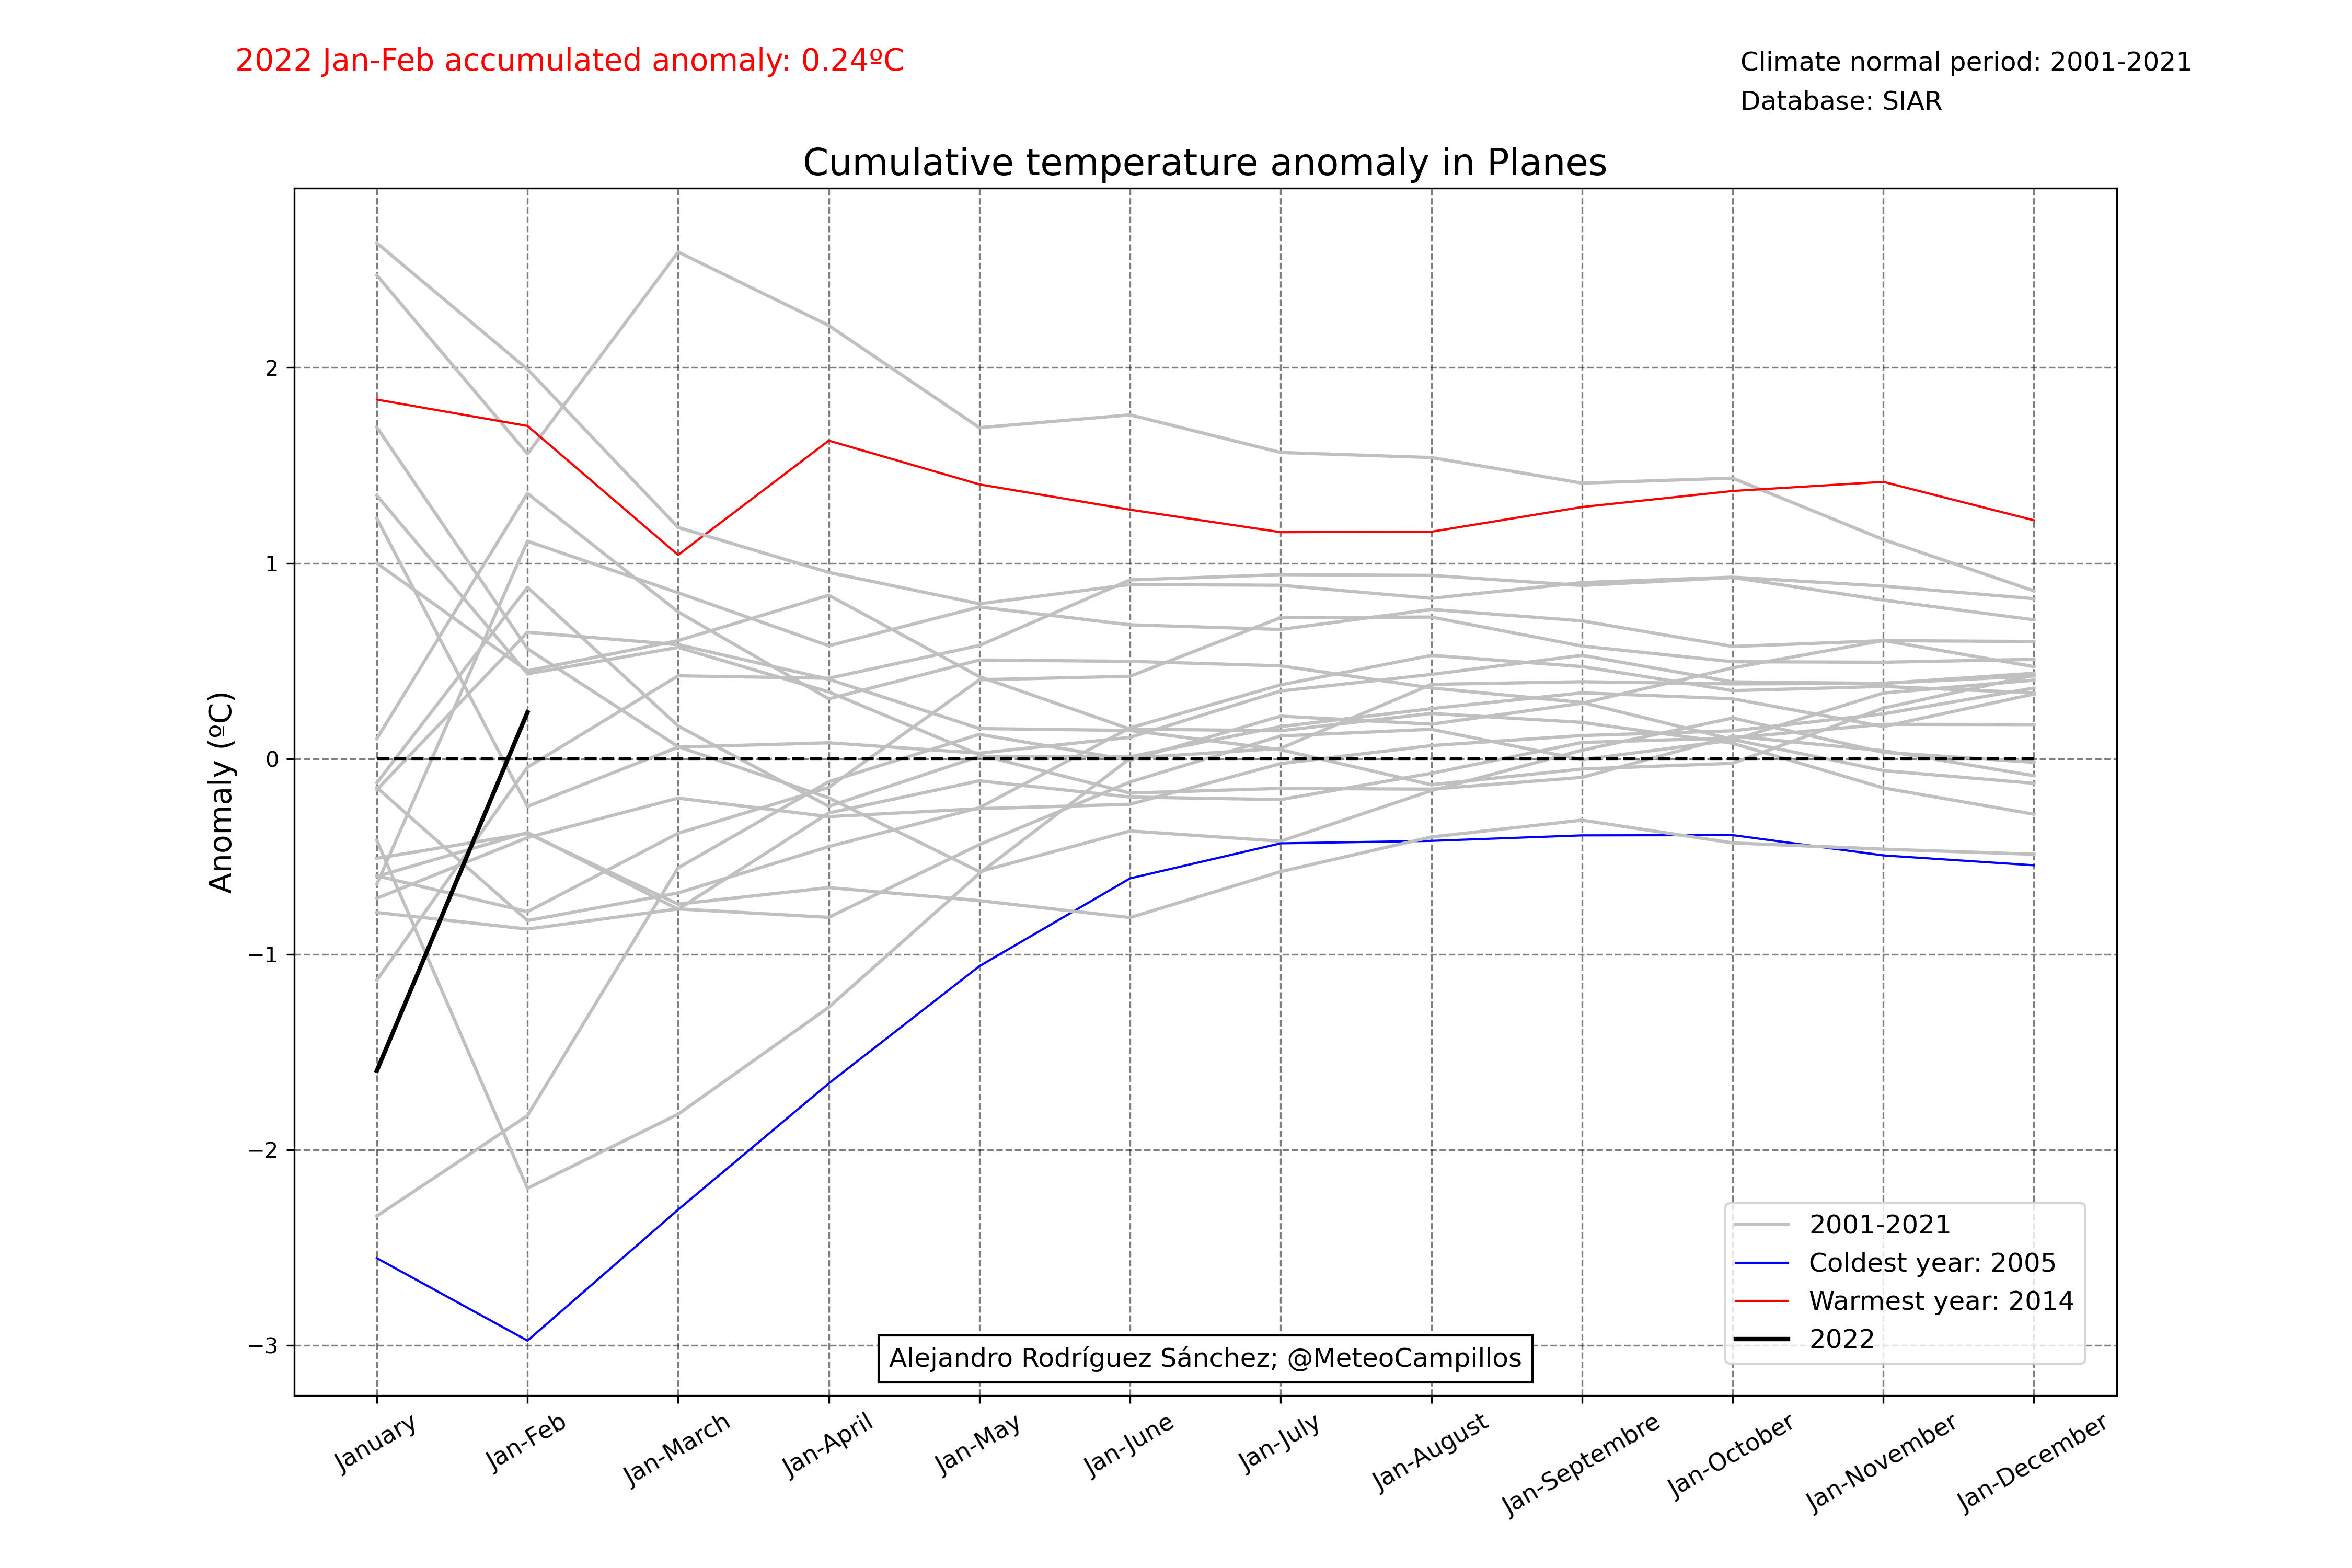 2022 Jan-Feb accumulated anomaly: 0.24ºC
Climate normal period: 2001-2021
Database: SIAR
Cumulative temperature anomaly in Planes
Anomaly (ºC)
2
1
0
−1
−2
−3
2001-2021
Coldest year: 2005
Warmest year: 2014
2022
Alejandro Rodríguez Sánchez; @MeteoCampillos
January
Jan-Feb
Jan-March
Jan-April
Jan-May
Jan-June
Jan-July
Jan-August
Jan-Septembre
Jan-October
Jan-November
Jan-December